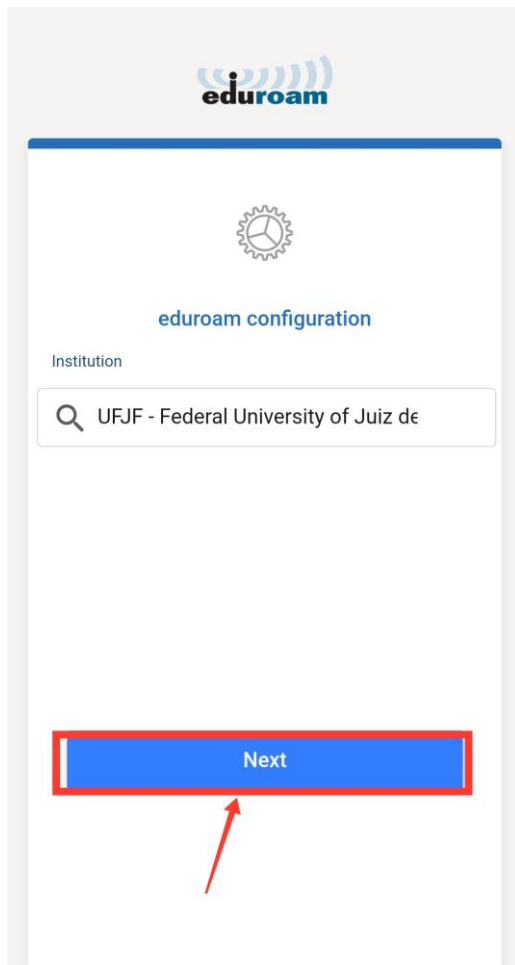 eduroam
eduroam configuration
Institution
UFJF - Federal University of Juiz de
Next